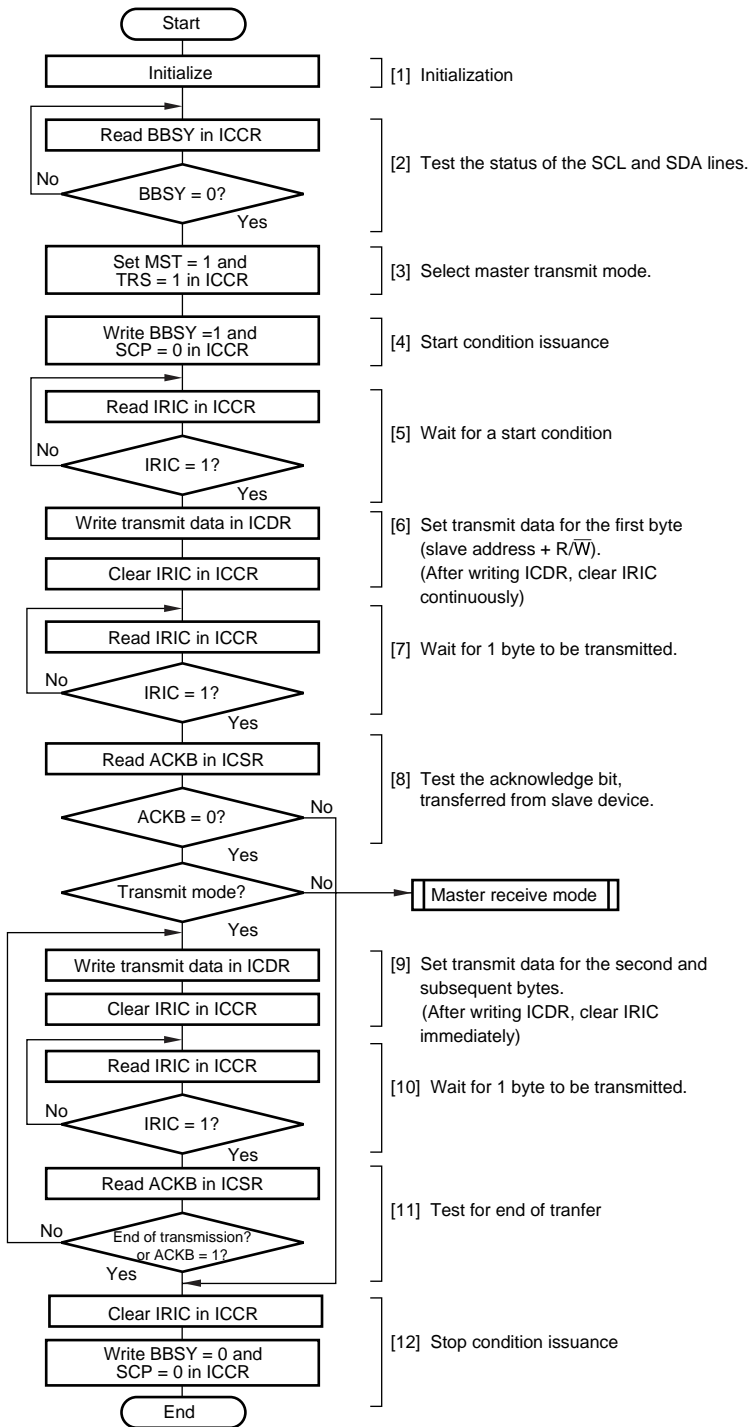 Start
Initialize
[1] Initialization
Read BBSY in ICCR
No
BBSY = 0?
Yes
[2] Test the status of the SCL and SDA lines.
Set MST = 1 and
TRS = 1 in ICCR
[3] Select master transmit mode.
Write BBSY =1 and
SCP = 0 in ICCR
[4] Start condition issuance
Read IRIC in ICCR
No
IRIC = 1?
Yes
[5] Wait for a start condition
Write transmit data in ICDR
Clear IRIC in ICCR
[6] Set transmit data for the first byte
(slave address + R/W̅).
(After writing ICDR, clear IRIC
continuously)
Read IRIC in ICCR
No
IRIC = 1?
Yes
[7] Wait for 1 byte to be transmitted.
Read ACKB in ICSR
ACKB = 0?
No
Yes
[8] Test the acknowledge bit,
transferred from slave device.
Transmit mode?
No
Master receive mode
Yes
Write transmit data in ICDR
Clear IRIC in ICCR
[9] Set transmit data for the second and
subsequent bytes.
(After writing ICDR, clear IRIC
immediately)
Read IRIC in ICCR
No
IRIC = 1?
Yes
[10] Wait for 1 byte to be transmitted.
Read ACKB in ICSR
No
End of transmission?
or ACKB = 1?
Yes
[11] Test for end of tranfer
Clear IRIC in ICCR
Write BBSY = 0 and
SCP = 0 in ICCR
[12] Stop condition issuance
End